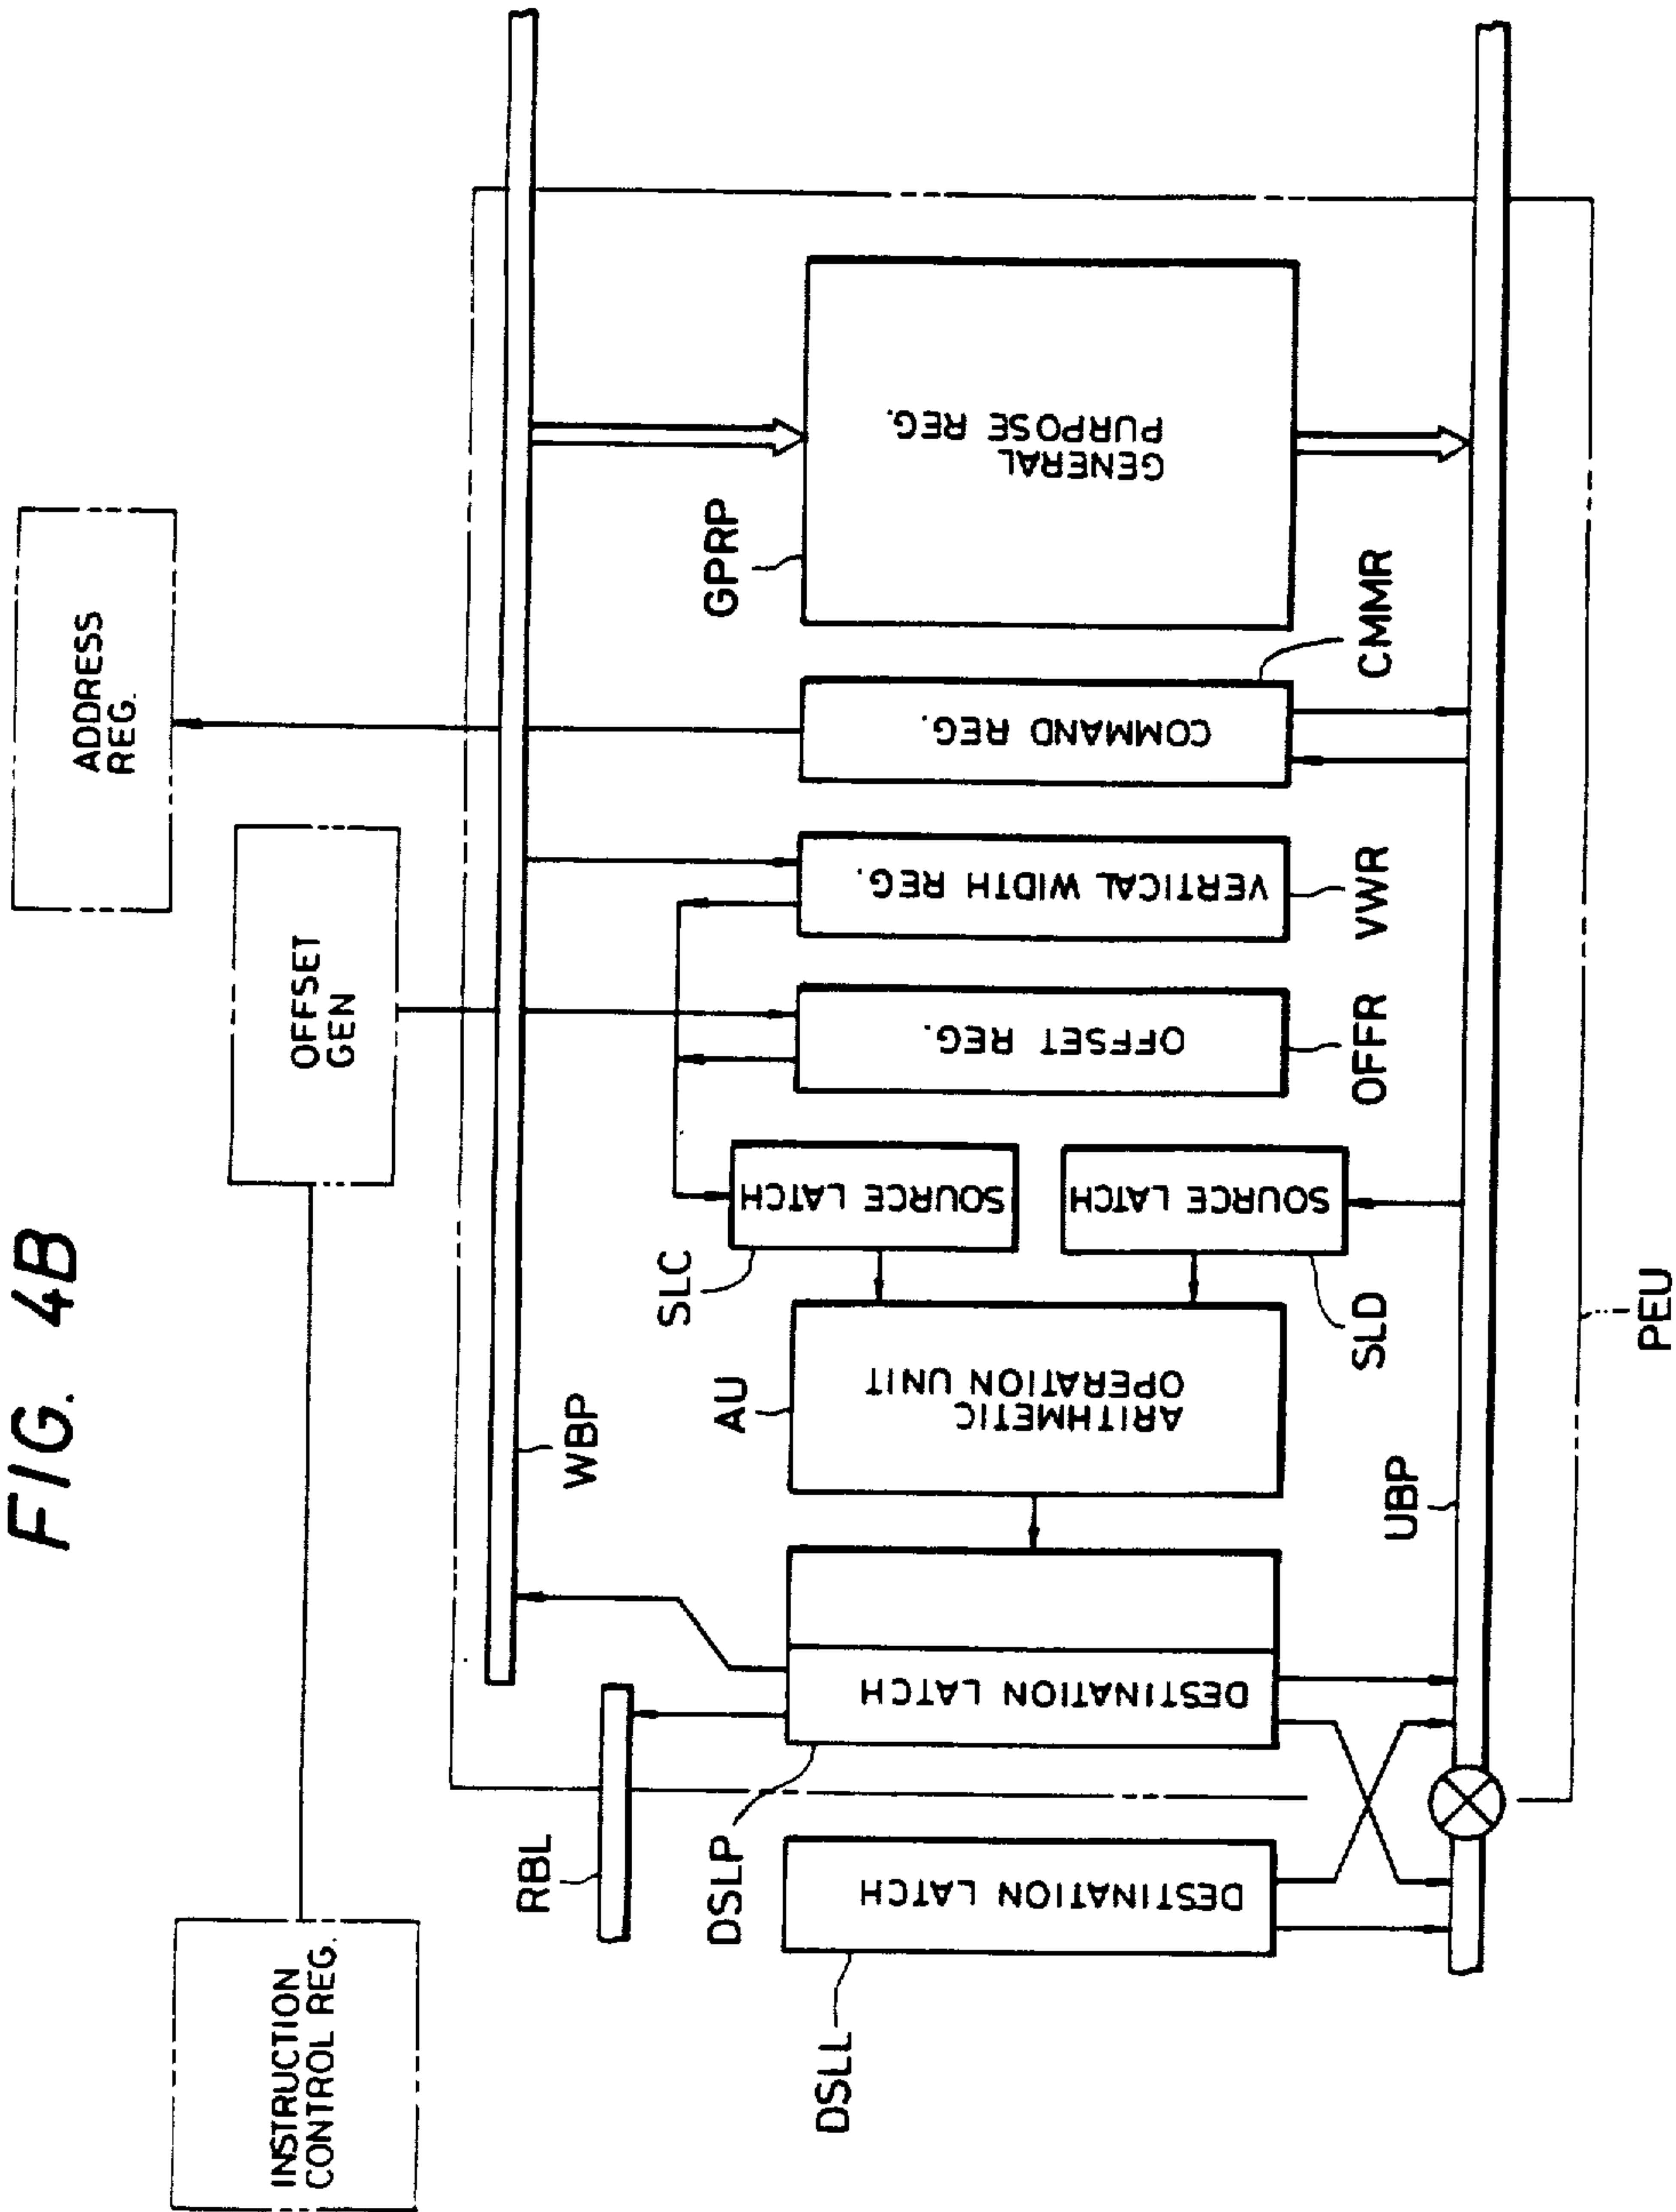 FIG. 4B
INSTRUCTION
CONTROL REG.
OFFSET
GEN
ADDRESS
REG.
RBL
WBP
DSLL
DESTINATION LATCH
DSLP
DESTINATION LATCH
AU
ARITHMETIC
OPERATION UNIT
SLC
SOURCE LATCH
SLD
SOURCE LATCH
OFFSET REG.
OFFR
VERTICAL WIDTH REG.
VWR
COMMAND REG.
CMMR
GPRP
GENERAL
PURPOSE REG.
UBP
PEU